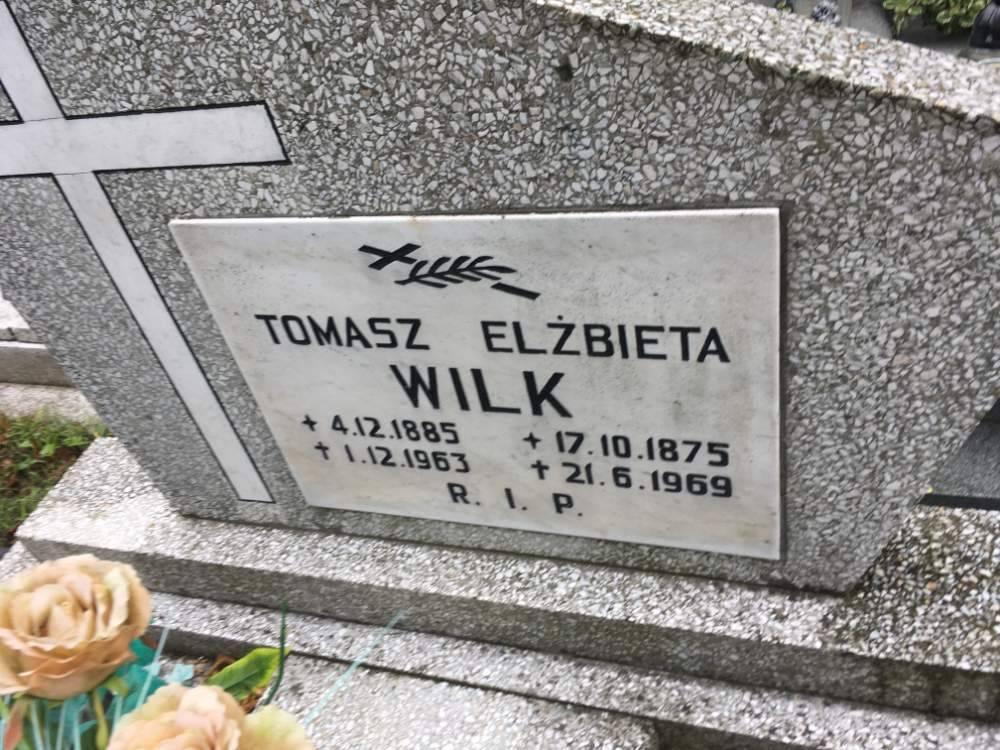 TOMASZ ELŻBIETA
WILK
+ 4.12.1885 + 17.10.1875
+ 1.12.1963 + 21.6.1969
R. I. P.